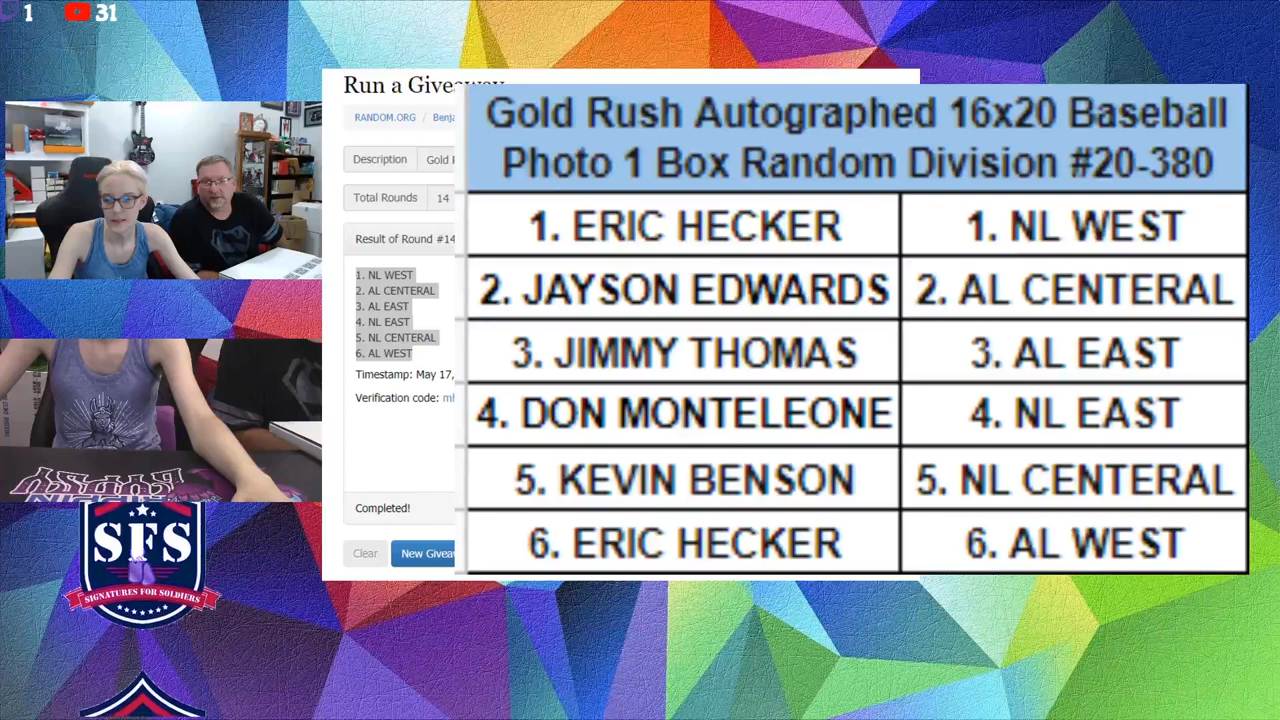 1
31
Run a Giveaway
RANDOM.ORG / Benja
Description
Gold
Total Rounds
14
Result of Round #14
1. NL WEST
2. AL CENTERAL
3. AL EAST
4. NL EAST
5. NL CENTERAL
6. AL WEST
Timestamp: May 17,
Verification code:
Completed!
Clear
New Giveaw
Gold Rush Autographed 16x20 Baseball
Photo 1 Box Random Division #20-380
1. ERIC HECKER 1. NL WEST
2. JAYSON EDWARDS 2. AL CENTERAL
3. JIMMY THOMAS 3. AL EAST
4. DON MONTELEONE 4. NL EAST
5. KEVIN BENSON 5. NL CENTERAL
6. ERIC HECKER 6. AL WEST
SFS
SIGNATURES FOR SOLDIERS